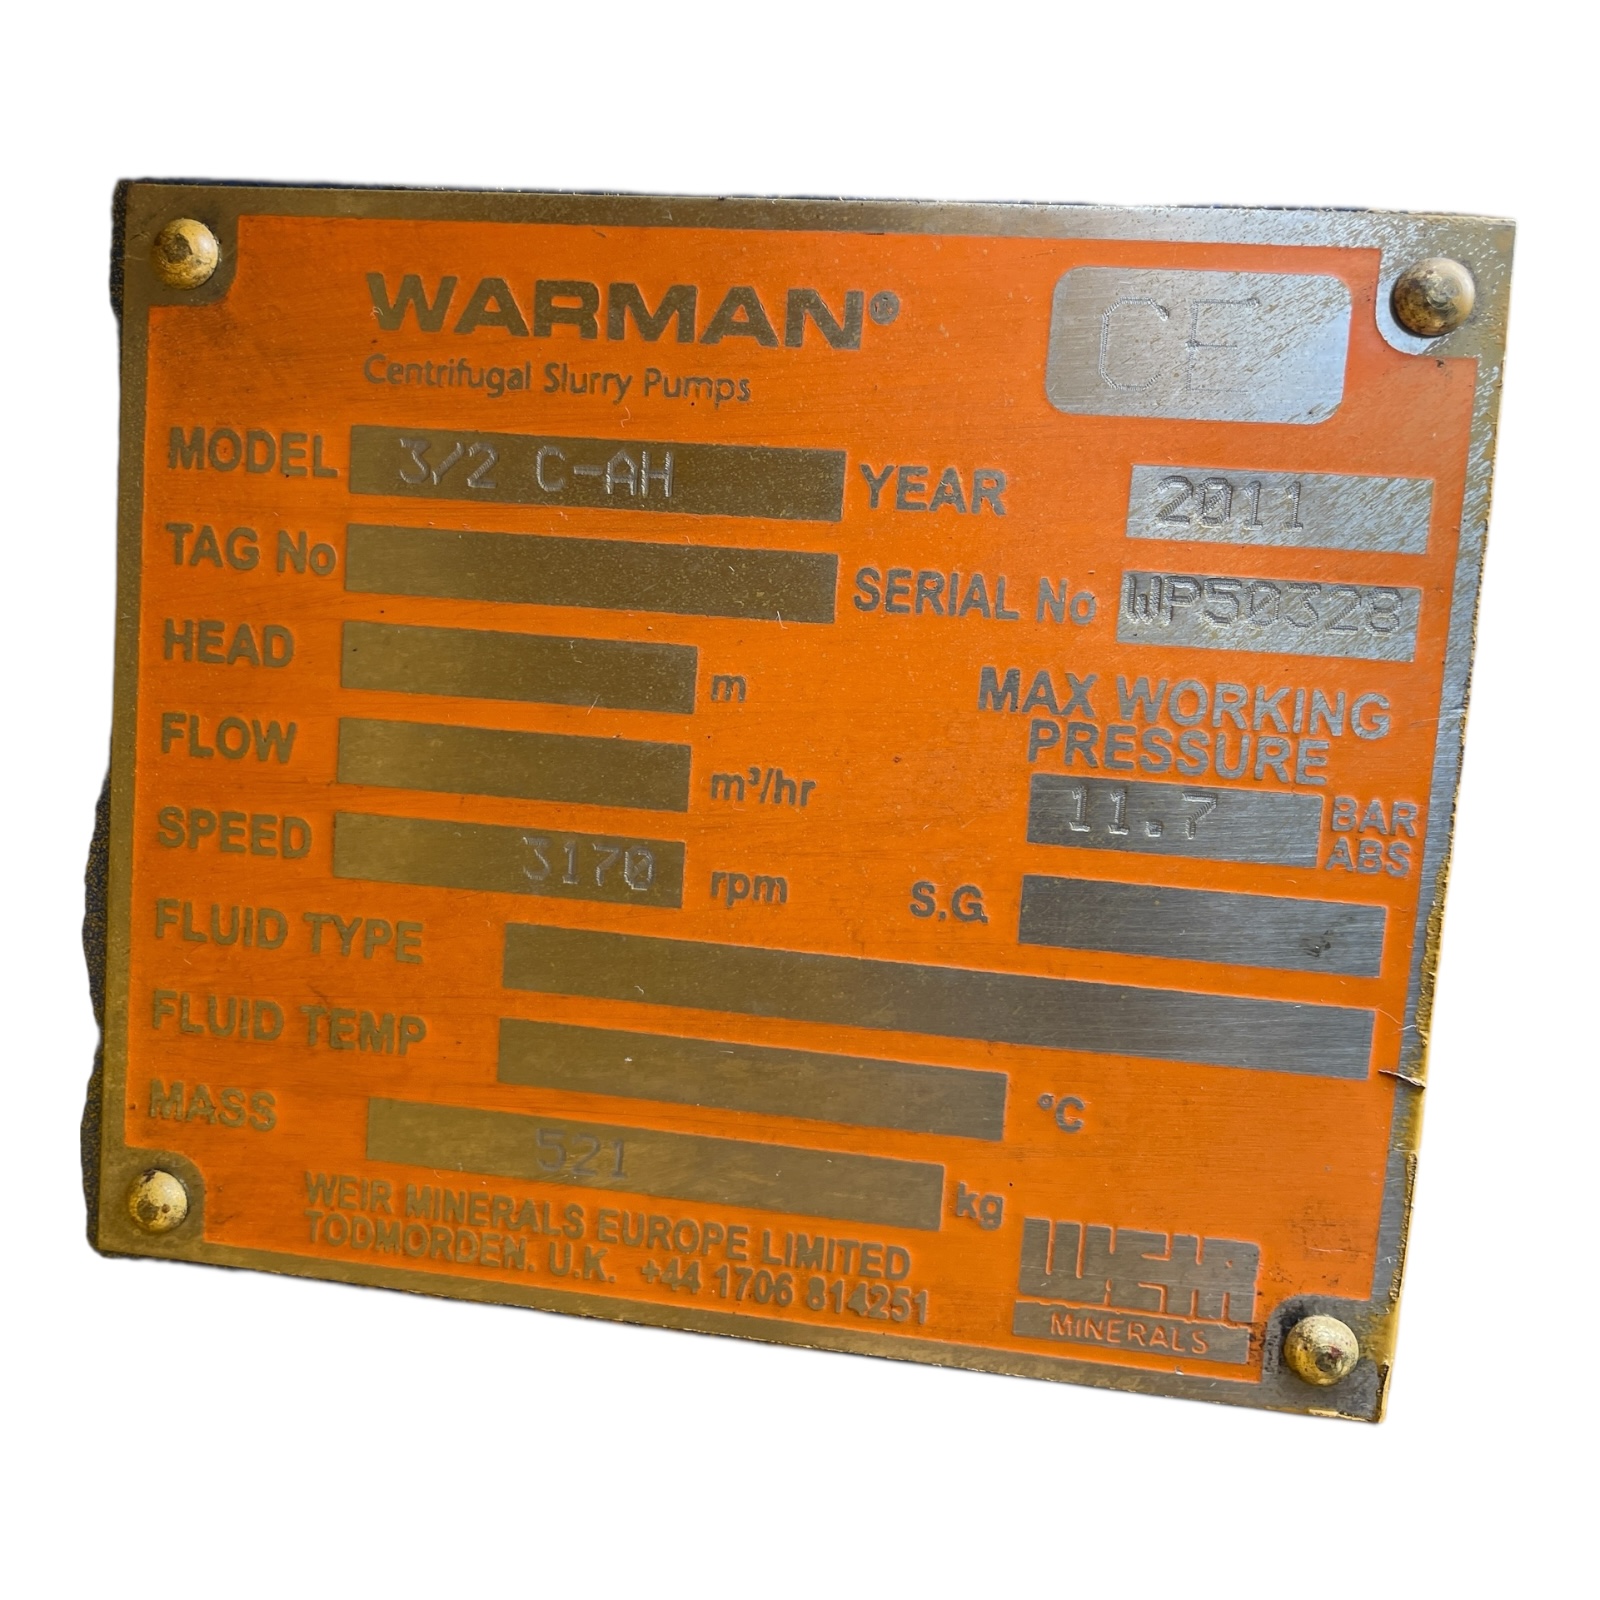 WARMAN®
CE
Centrifugal Slurry Pumps
MODEL 3/2 C-AH YEAR 2011
TAG No SERIAL No WP50328
HEAD m
MAX WORKING
PRESSURE
FLOW m³/hr
11.7 BAR
ABS
SPEED 3170 rpm S.G.
FLUID TYPE
FLUID TEMP °C
MASS 521 kg
WEIR MINERALS EUROPE LIMITED
TODMORDEN. U.K. +44 1706 814251
WEIR
MINERALS